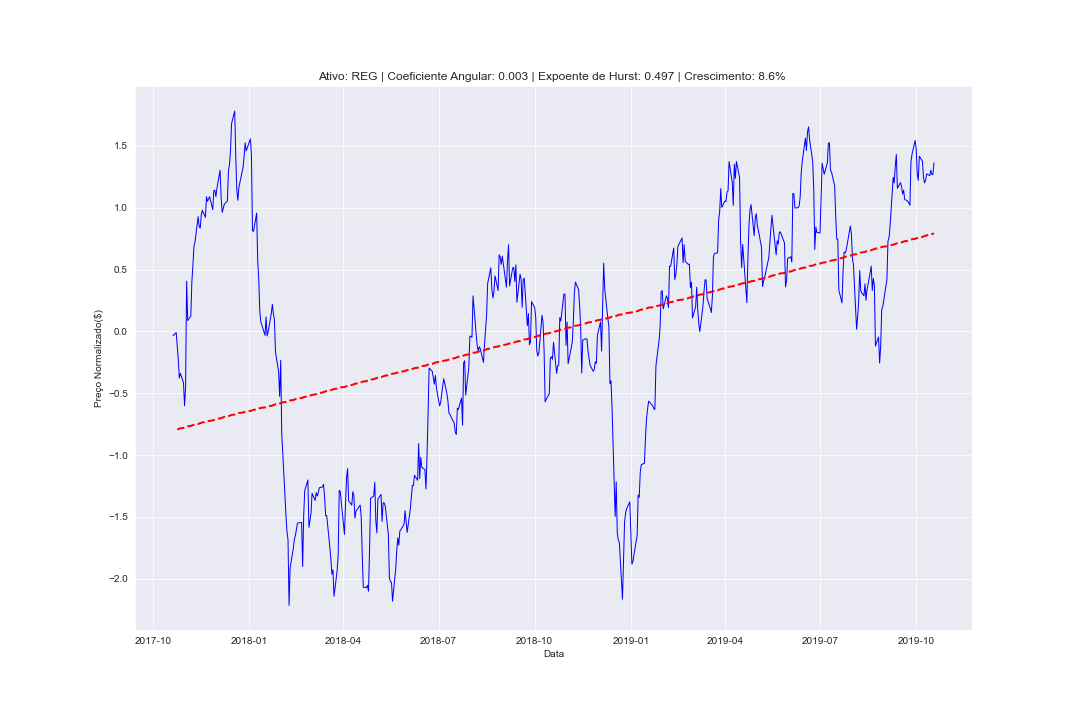 Ativo: REG | Coeficiente Angular: 0.003 | Expoente de Hurst: 0.497 | Crescimento: 8.6%
Preço Normalizado($)
1.5
1.0
0.5
0.0
−0.5
−1.0
−1.5
−2.0
2017-10 2018-01 2018-04 2018-07 2018-10 2019-01 2019-04 2019-07 2019-10
Data